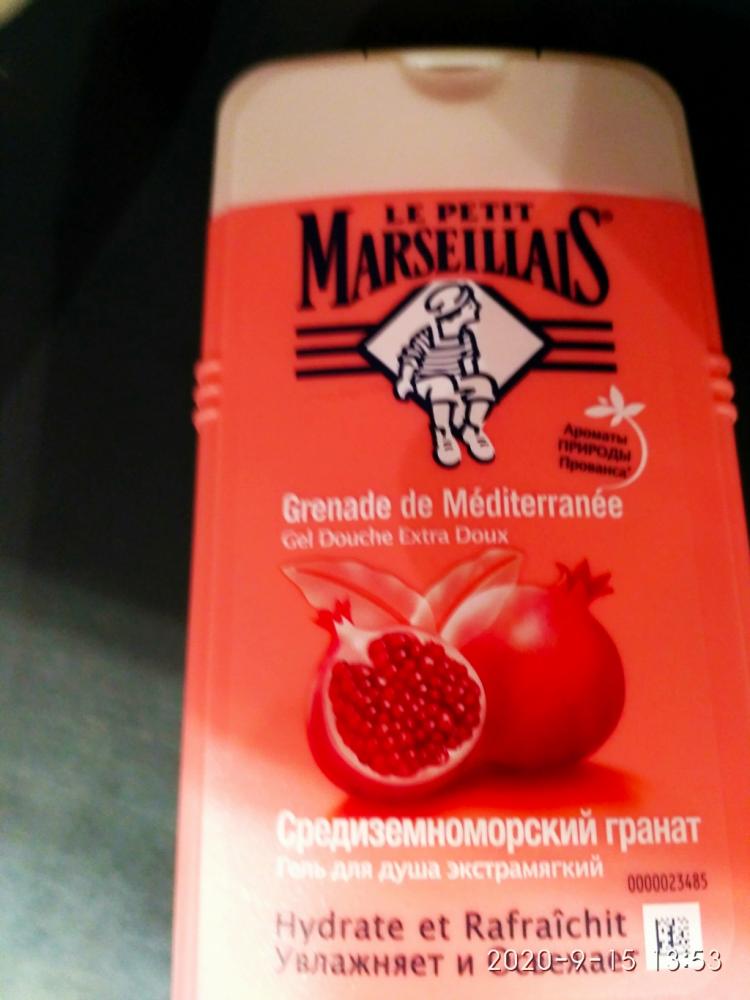 LE PETIT
MARSEILLAIS®
Ароматы
ПРИРОДЫ
Прованса*
Grenade de Méditerranée
Gel Douche Extra Doux
Средиземноморский гранат
Гель для душа экстрамягкий
0000023485
Hydrate et Rafraîchit
Увлажняет и
2020-9-15 13:53